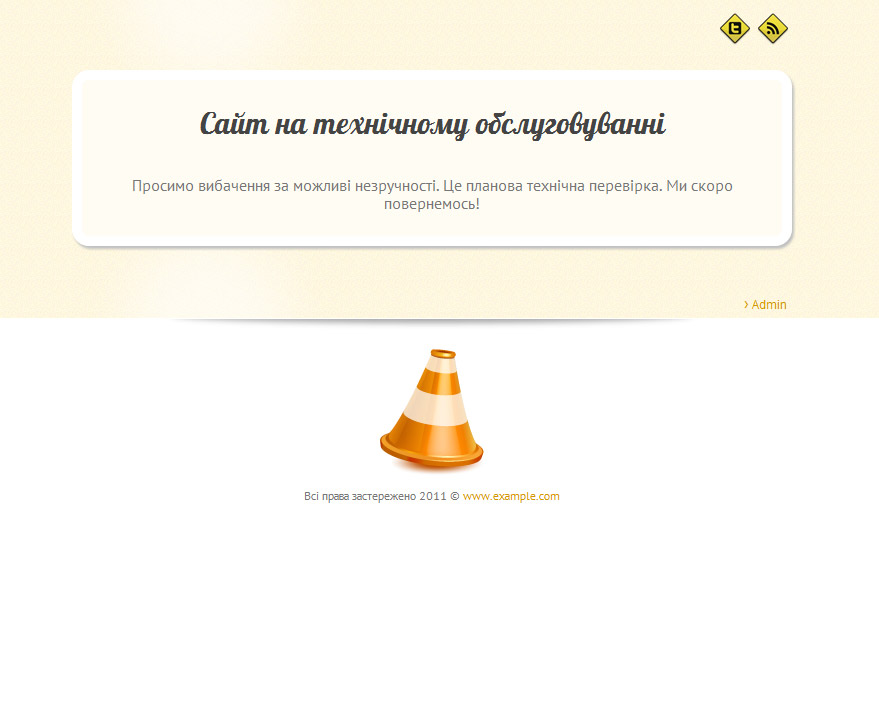 Сайт на технічному обслуговуванні
Просимо вибачення за можливі незручності. Це планова технічна перевірка. Ми скоро
повернемось!
› Admin
Всі права застережено 2011 © www.example.com